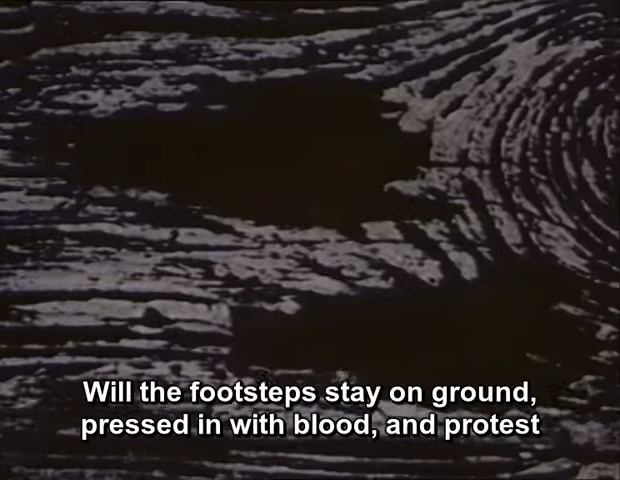 Will the footsteps stay on ground,
pressed in with blood, and protest